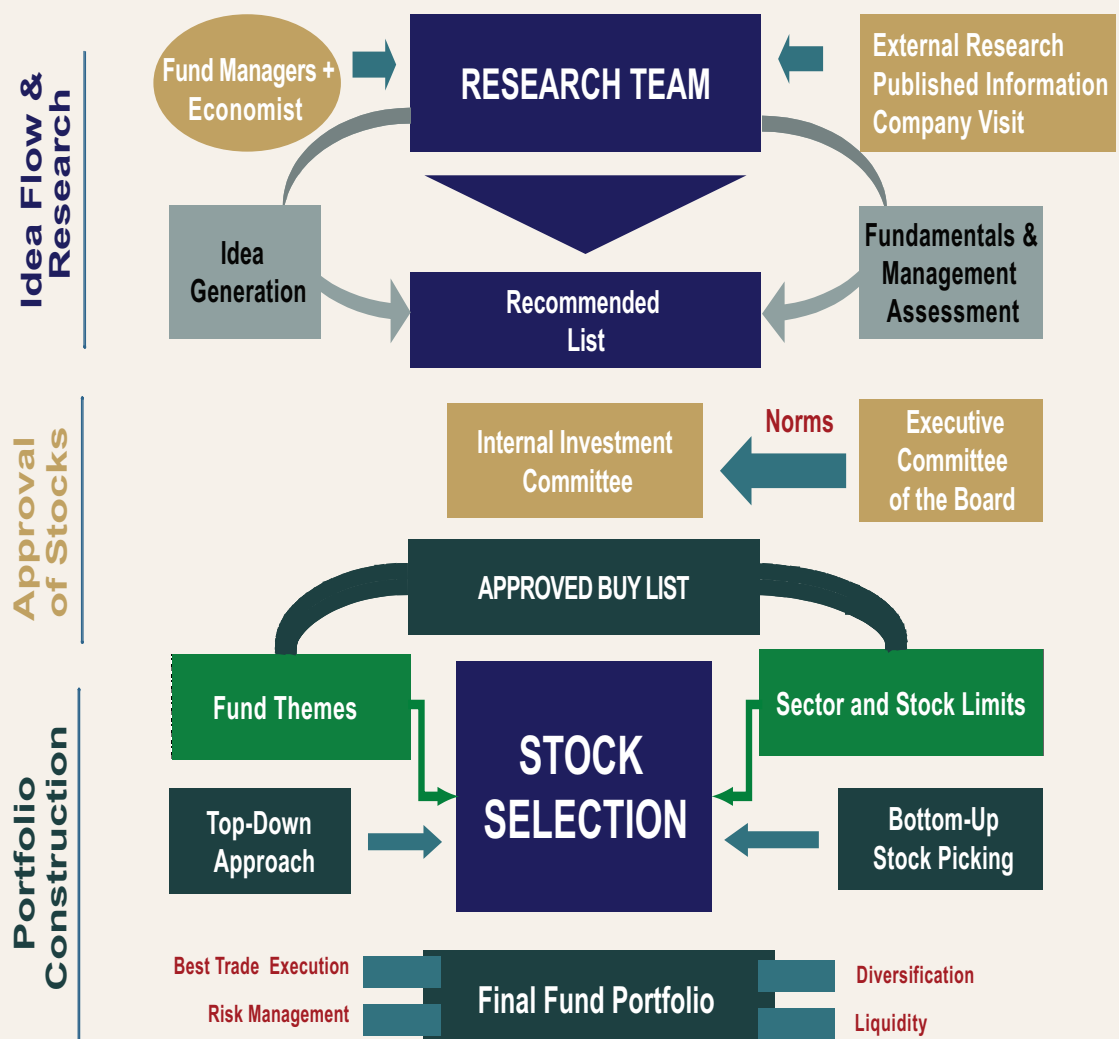 Idea Flow &
Research
Fund Managers +
Economist
RESEARCH TEAM
External Research
Published Information
Company Visit
Idea
Generation
Fundamentals &
Management
Assessment
Recommended
List
Approval
of Stocks
Internal Investment
Committee
Norms
Executive
Committee
of the Board
APPROVED BUY LIST
Portfolio
Construction
Fund Themes
Sector and Stock Limits
STOCK
SELECTION
Top-Down
Approach
Bottom-Up
Stock Picking
Best Trade Execution
Risk Management
Final Fund Portfolio
Diversification
Liquidity